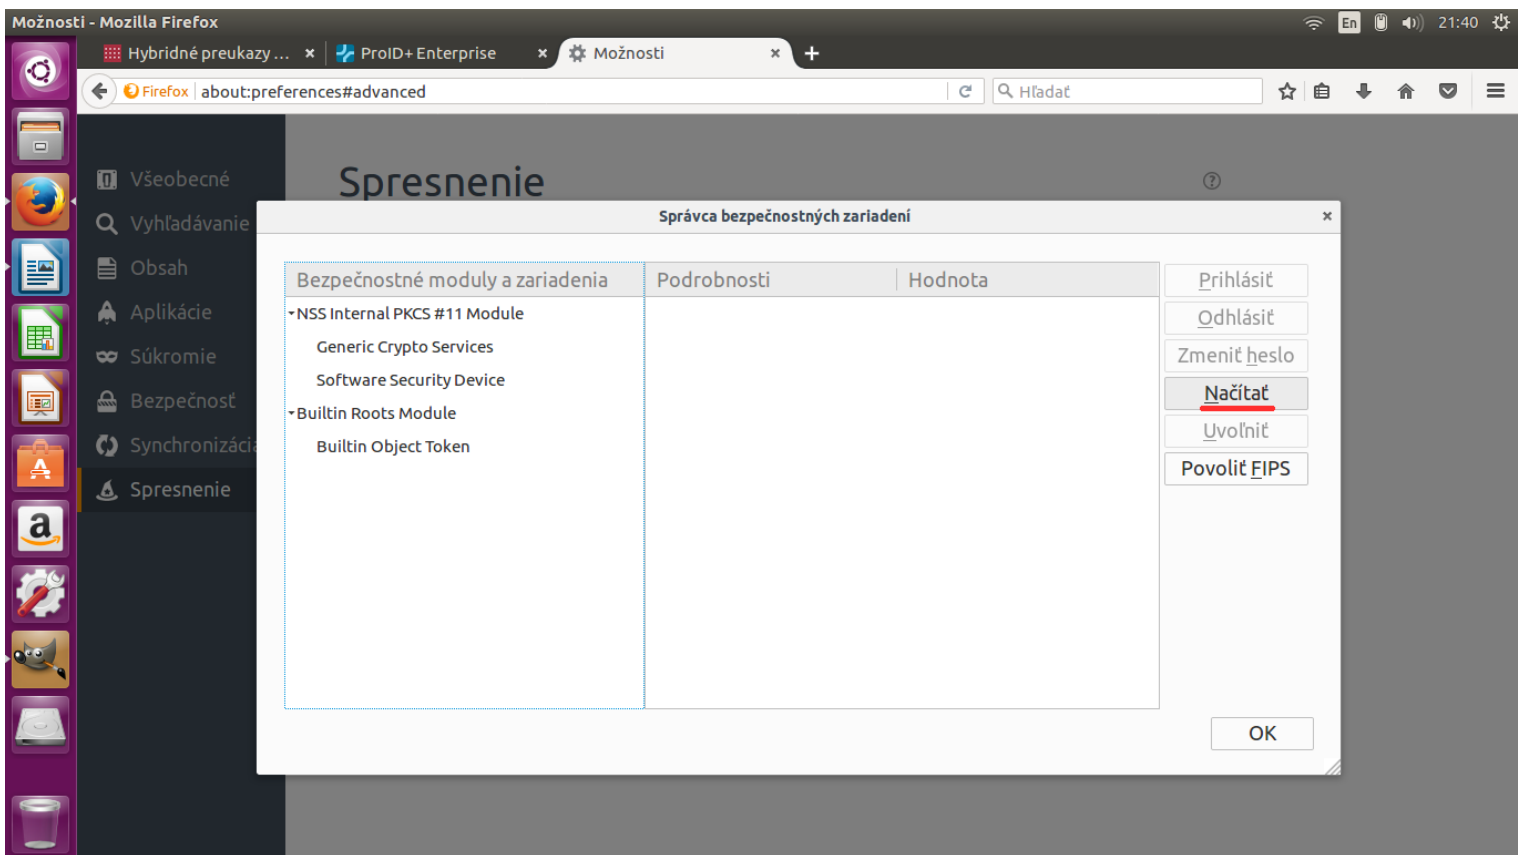 Možnosti - Mozilla Firefox
En
21:40
Hybridné preukazy ...
ProID+ Enterprise
Možnosti
Firefox
about:preferences#advanced
Hľadať
Všeobecné
Vyhľadávanie
Obsah
Aplikácie
Súkromie
Bezpečnosť
Synchronizácia
Spresnenie
Spresnenie
Správca bezpečnostných zariadení
Bezpečnostné moduly a zariadenia
Podrobnosti
Hodnota
NSS Internal PKCS #11 Module
Generic Crypto Services
Software Security Device
Builtin Roots Module
Builtin Object Token
Prihlásiť
Odhlásiť
Zmeniť heslo
Načítať
Uvoľniť
Povoliť FIPS
OK